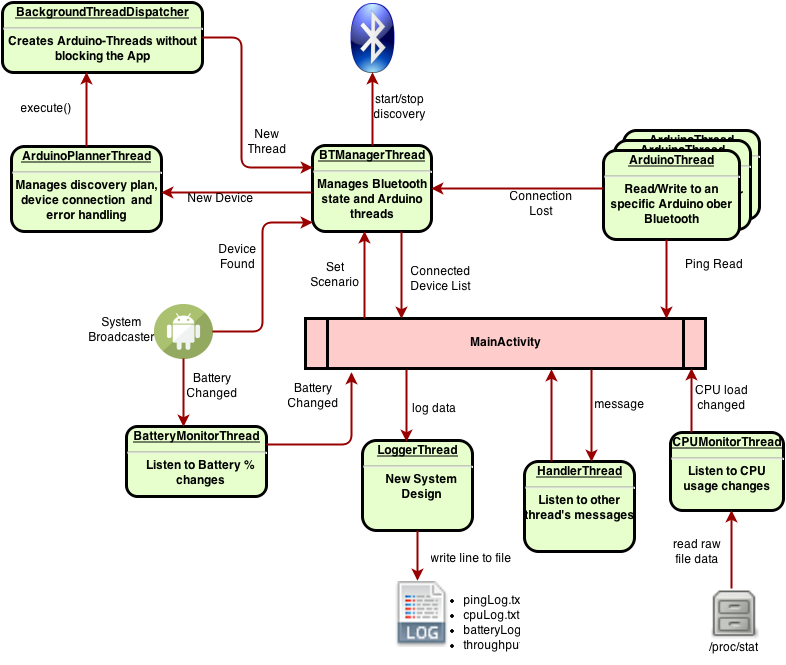 BackgroundThreadDispatcher
Creates Arduino-Threads without
blocking the App
execute()
New
Thread
start/stop
discovery
ArduinoPlannerThread
Manages discovery plan,
device connection and
error handling
New Device
BTManagerThread
Manages Bluetooth
state and Arduino
threads
Connection
Lost
ArduinoThread
ArduinoThread
ArduinoThread
Read/Write to an
specific Arduino ober
Bluetooth
Device
Found
Set
Scenario
Connected
Device List
Ping Read
System
Broadcaster
MainActivity
Battery
Changed
Battery
Changed
log data
message
CPU load
changed
BatteryMonitorThread
Listen to Battery %
changes
LoggerThread
New System
Design
HandlerThread
Listen to other
thread's messages
CPUMonitorThread
Listen to CPU
usage changes
write line to file
read raw
file data
LOG
• pingLog.tx
• cpuLog.txt
• batteryLog
• throughput
/proc/stat